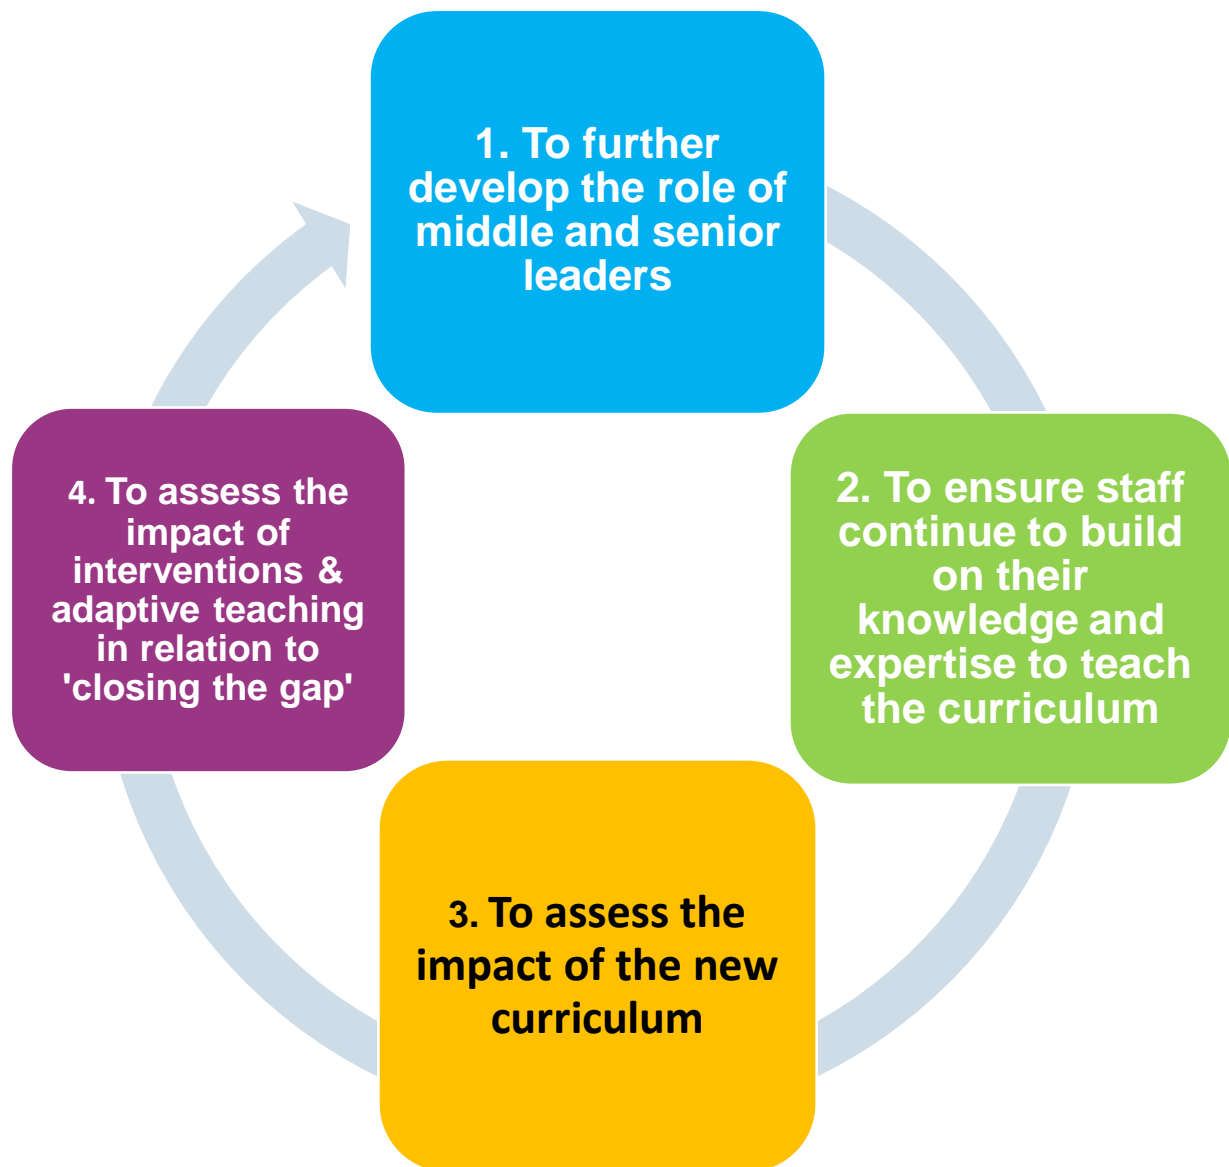 1. To further
develop the role of
middle and senior
leaders
2. To ensure staff
continue to build
on their
knowledge and
expertise to teach
the curriculum
3. To assess the
impact of the new
curriculum
4. To assess the
impact of
interventions &
adaptive teaching
in relation to
'closing the gap'